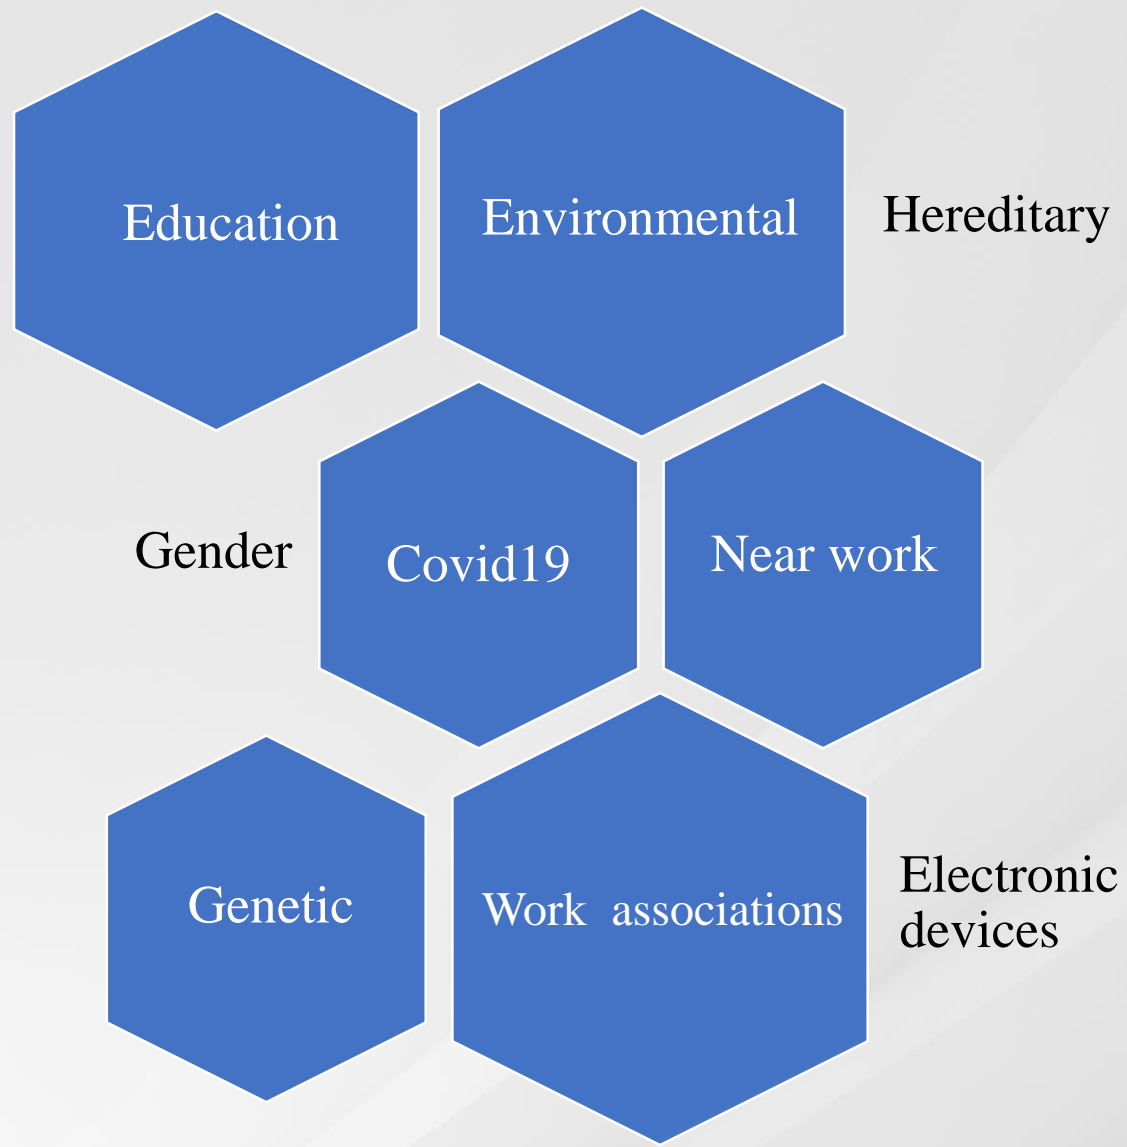 Education
Environmental
Hereditary
Gender
Covid19
Near work
Genetic
Work  associations
Electronic
devices